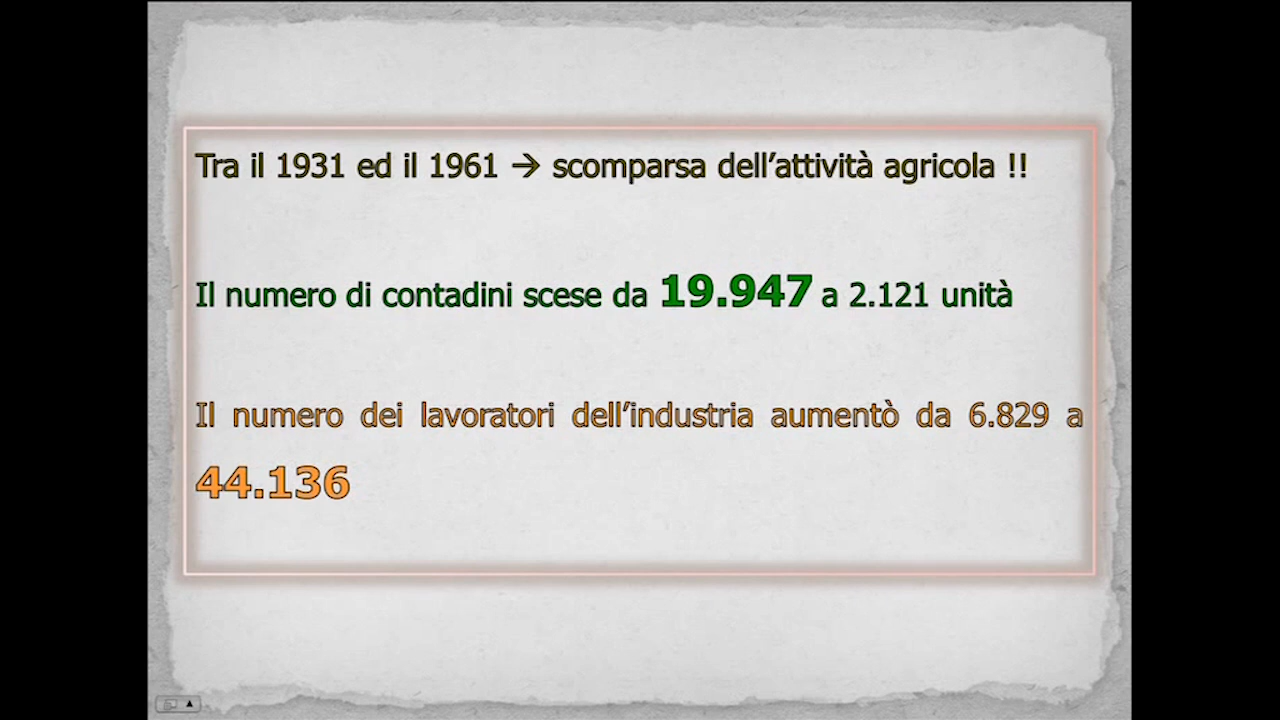 Tra il 1931 ed il 1961 → scomparsa dell’attività agricola !!
Il numero di contadini scese da 19.947 a 2.121 unità
Il numero dei lavoratori dell’industria aumentò da 6.829 a
44.136